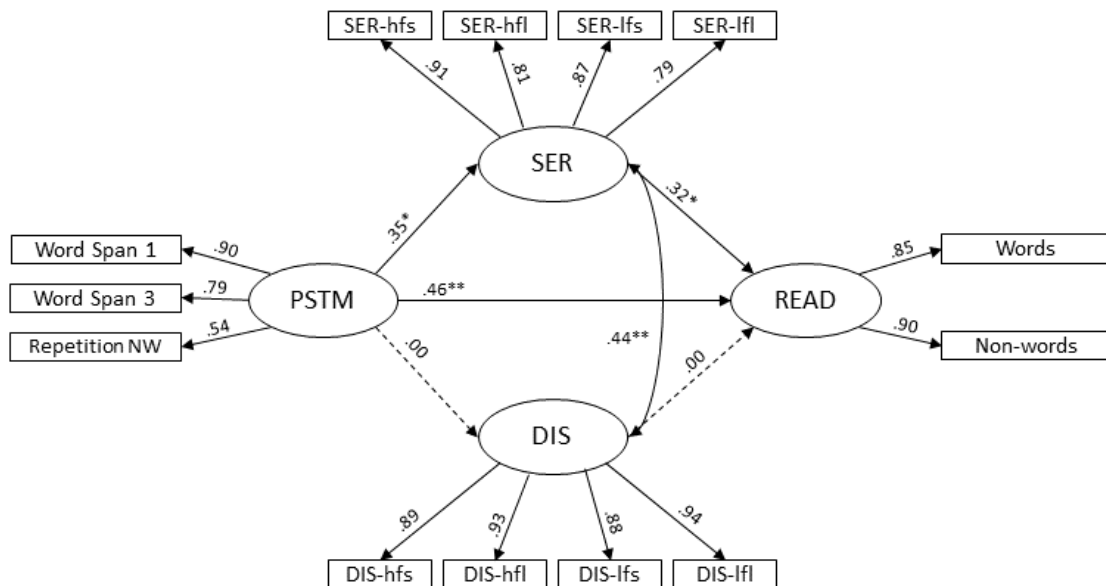 SER-hfs SER-hfl SER-lfs SER-lfl
.91 .81 .87 .79
SER
.35* .32*
Word Span 1 .90 .85 Words
Word Span 3 .79 PSTM .46** READ
Repetition NW .54 .90 Non-words
.00 .44** .00
DIS
.89 .93 .88 .94
DIS-hfs DIS-hfl DIS-lfs DIS-lfl